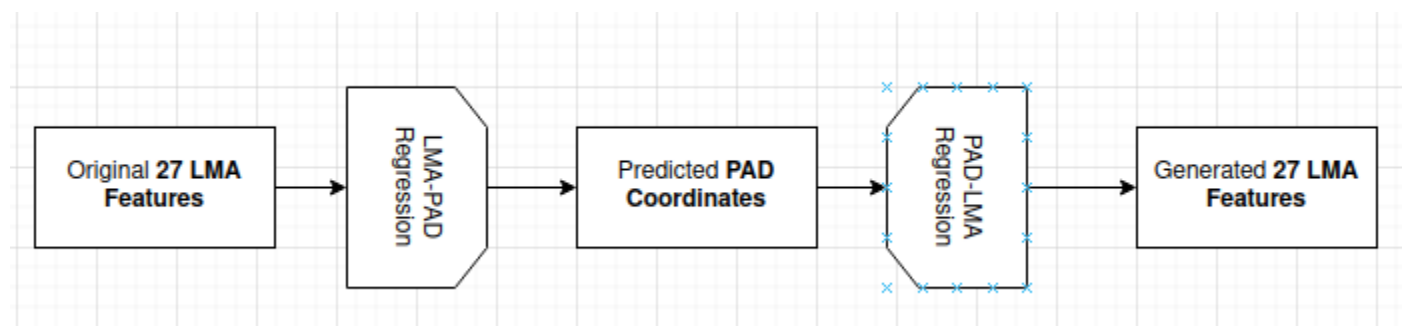 Original 27 LMA
Features
LMA-PAD
Regression
Predicted PAD
Coordinates
PAD-LMA
Regression
Generated 27 LMA
Features